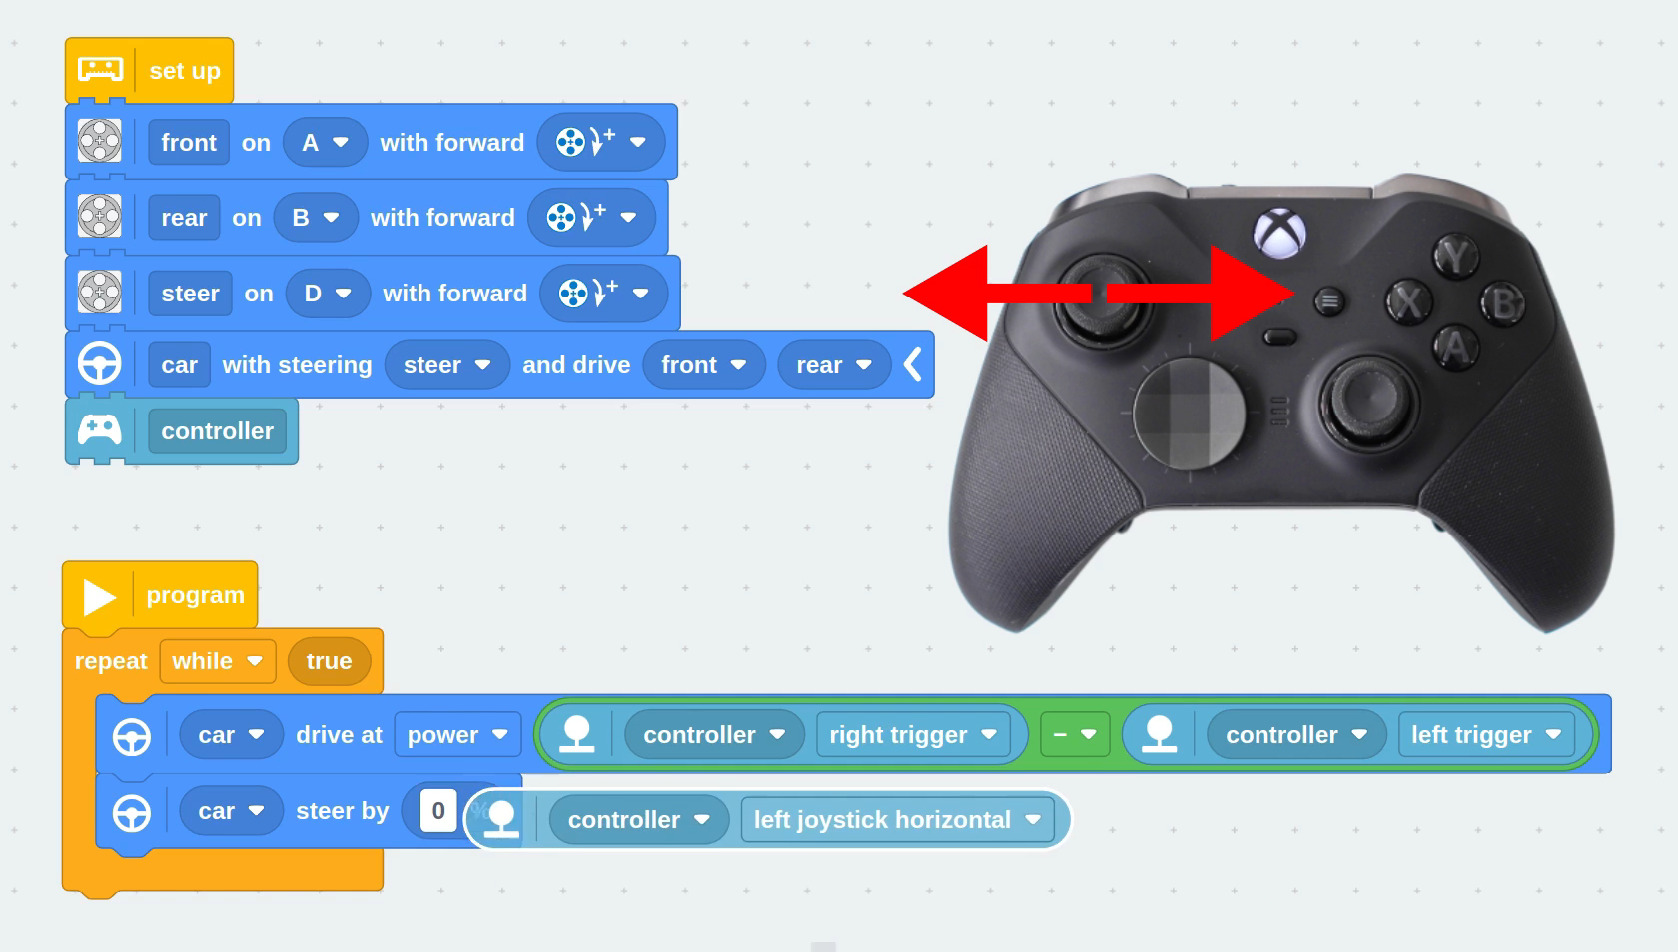 set up
front on A with forward +
rear on B with forward +
steer on D with forward +
car with steering steer and drive front rear
controller
Y
X B
A
program
repeat while true
car drive at power controller right trigger − controller left trigger
car steer by 0 % controller left joystick horizontal